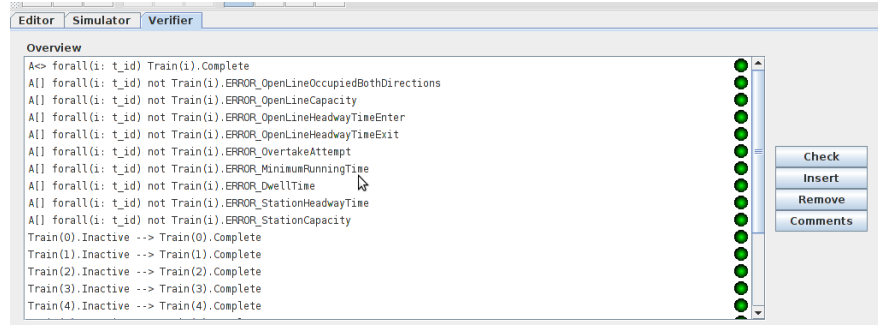 Editor Simulator Verifier
Overview
A<> forall(i: t_id) Train(i).Complete
A[] forall(i: t_id) not Train(i).ERROR_OpenLineOccupiedBothDirections
A[] forall(i: t_id) not Train(i).ERROR_OpenLineCapacity
A[] forall(i: t_id) not Train(i).ERROR_OpenLineHeadwayTimeEnter
A[] forall(i: t_id) not Train(i).ERROR_OpenLineHeadwayTimeExit
A[] forall(i: t_id) not Train(i).ERROR_OvertakeAttempt
A[] forall(i: t_id) not Train(i).ERROR_MinimumRunningTime
A[] forall(i: t_id) not Train(i).ERROR_DwellTime
A[] forall(i: t_id) not Train(i).ERROR_StationHeadwayTime
A[] forall(i: t_id) not Train(i).ERROR_StationCapacity
Train(0).Inactive --> Train(0).Complete
Train(1).Inactive --> Train(1).Complete
Train(2).Inactive --> Train(2).Complete
Train(3).Inactive --> Train(3).Complete
Train(4).Inactive --> Train(4).Complete
Check
Insert
Remove
Comments